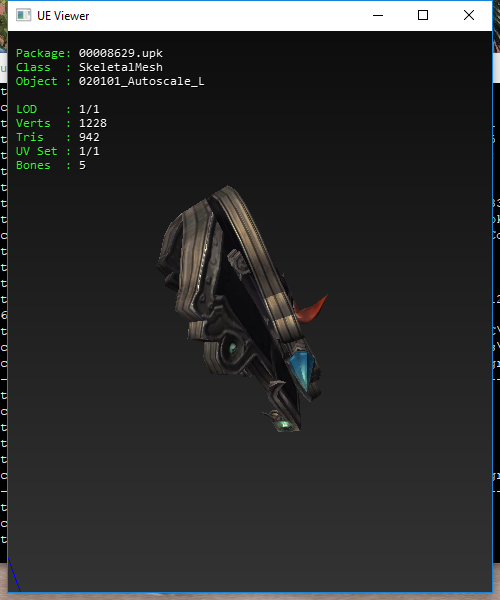 UE Viewer
Package: 00008629.upk
Class : SkeletalMesh
Object : 020101_Autoscale_L
LOD : 1/1
Verts : 1228
Tris : 942
UV Set : 1/1
Bones : 5